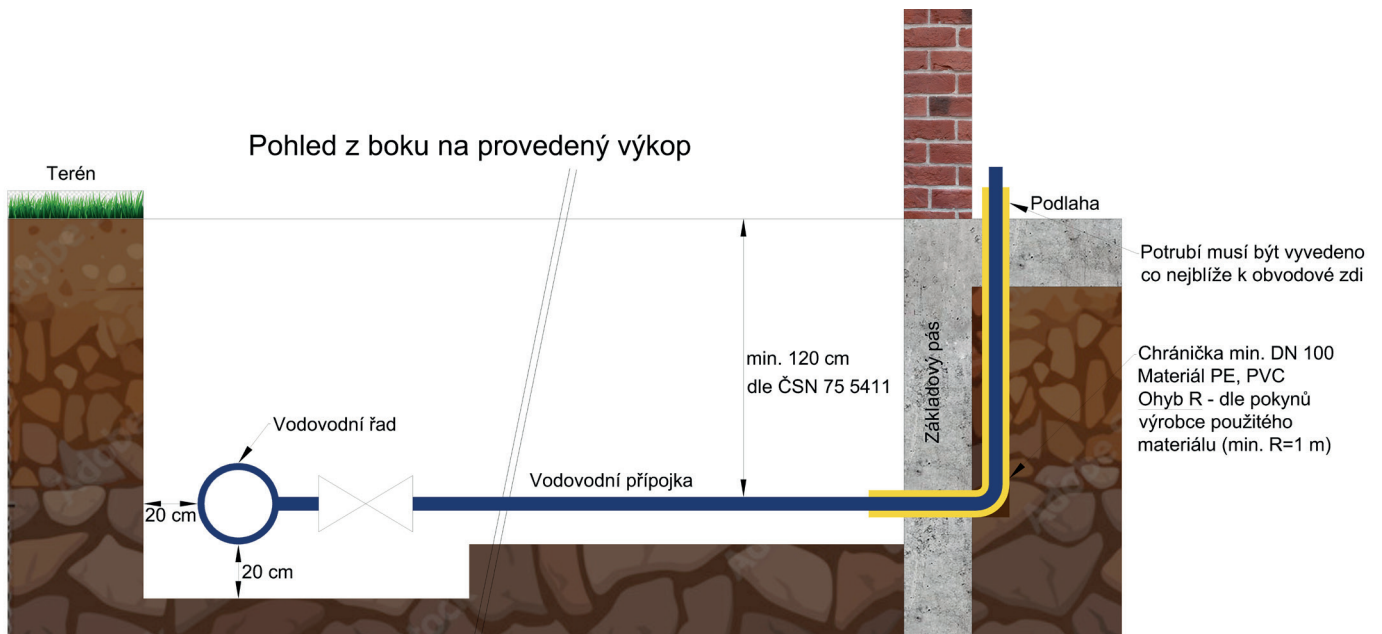 Pohled z boku na provedený výkop
Terén
Podlaha
Potrubí musí být vyvedeno
co nejblíže k obvodové zdi
min. 120 cm
dle ČSN 75 5411
Základový pás
Chránička min. DN 100
Materiál PE, PVC
Ohyb R - dle pokynů
výrobce použitého
materiálu (min. R=1 m)
Vodovodní řad
Vodovodní přípojka
20 cm
20 cm